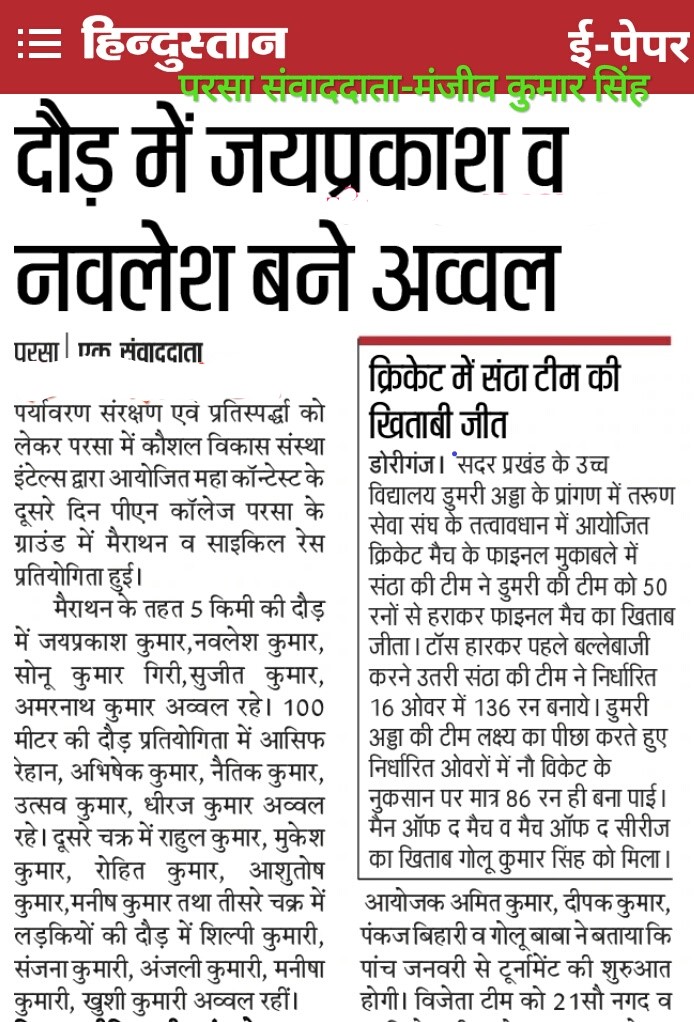 हिन्दुस्तान
ई-पेपर
परसा संवाददाता-मंजीव कुमार सिंह
दौड़ में जयप्रकाश व
नवलेश बने अव्वल
परसा | एक संवाददाता
पर्यावरण संरक्षण एवं प्रतिस्पर्द्धा को
लेकर परसा में कौशल विकास संस्था
इंटेल्स द्वारा आयोजित महा कॉन्टेस्ट के
दूसरे दिन पीएन कॉलेज परसा के
ग्राउंड में मैराथन व साइकिल रेस
प्रतियोगिता हुई।
मैराथन के तहत 5 किमी की दौड़
में जयप्रकाश कुमार,नवलेश कुमार,
सोनू कुमार गिरी,सुजीत कुमार,
अमरनाथ कुमार अव्वल रहे। 100
मीटर की दौड़ प्रतियोगिता में आसिफ
रेहान, अभिषेक कुमार, नैतिक कुमार,
उत्सव कुमार, धीरज कुमार अव्वल
रहे। दूसरे चक्र में राहुल कुमार, मुकेश
कुमार, रोहित कुमार, आशुतोष
कुमार,मनीष कुमार तथा तीसरे चक्र में
लड़कियों की दौड़ में शिल्पी कुमारी,
संजना कुमारी, अंजली कुमारी, मनीषा
कुमारी, खुशी कुमारी अव्वल रहीं।
क्रिकेट में संठा टीम की
खिताबी जीत
डोरीगंज। सदर प्रखंड के उच्च
विद्यालय डुमरी अड्डा के प्रांगण में तरूण
सेवा संघ के तत्वावधान में आयोजित
क्रिकेट मैच के फाइनल मुकाबले में
संठा की टीम ने डुमरी की टीम को 50
रनों से हराकर फाइनल मैच का खिताब
जीता। टॉस हारकर पहले बल्लेबाजी
करने उतरी संठा की टीम ने निर्धारित
16 ओवर में 136 रन बनाये। डुमरी
अड्डा की टीम लक्ष्य का पीछा करते हुए
निर्धारित ओवरों में नौ विकेट के
नुकसान पर मात्र 86 रन ही बना पाई।
मैन ऑफ द मैच व मैच ऑफ द सीरीज
का खिताब गोलू कुमार सिंह को मिला।
आयोजक अमित कुमार, दीपक कुमार,
पंकज बिहारी व गोलू बाबा ने बताया कि
पांच जनवरी से टूर्नामेंट की शुरुआत
होगी। विजेता टीम को 21सौ नगद व